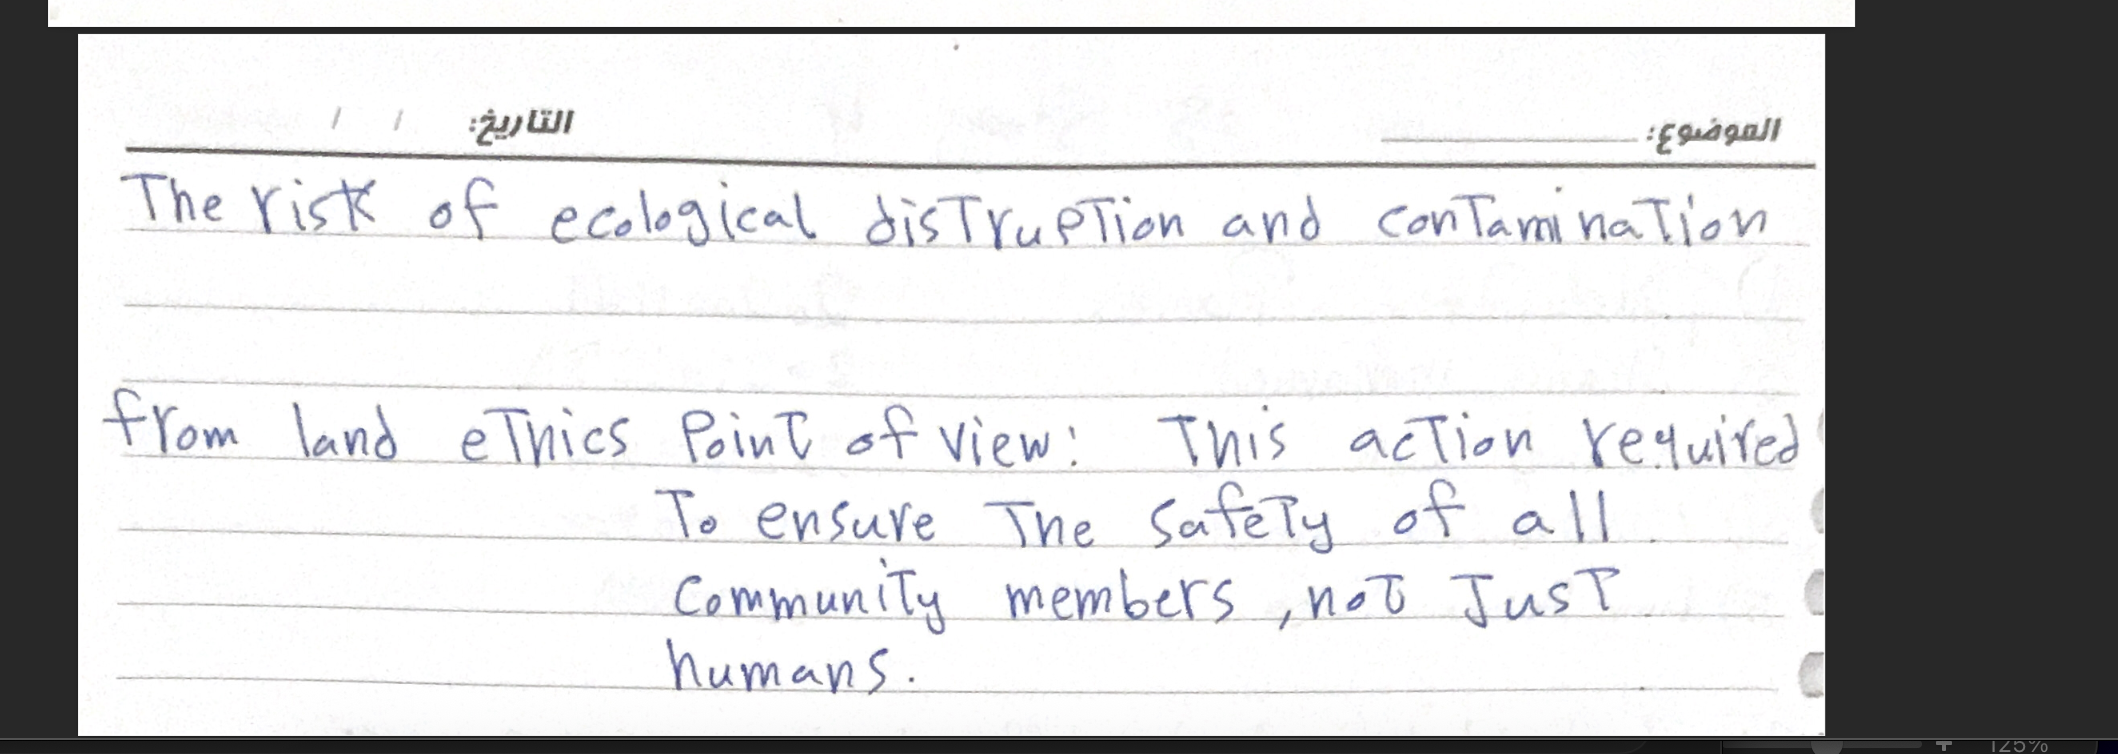 الموضوع: التاريخ: / /
The risk of ecological distruption and contamination
from land ethics Point of view: This action required
To ensure The safety of all
Community members, not Just
humans.
125%